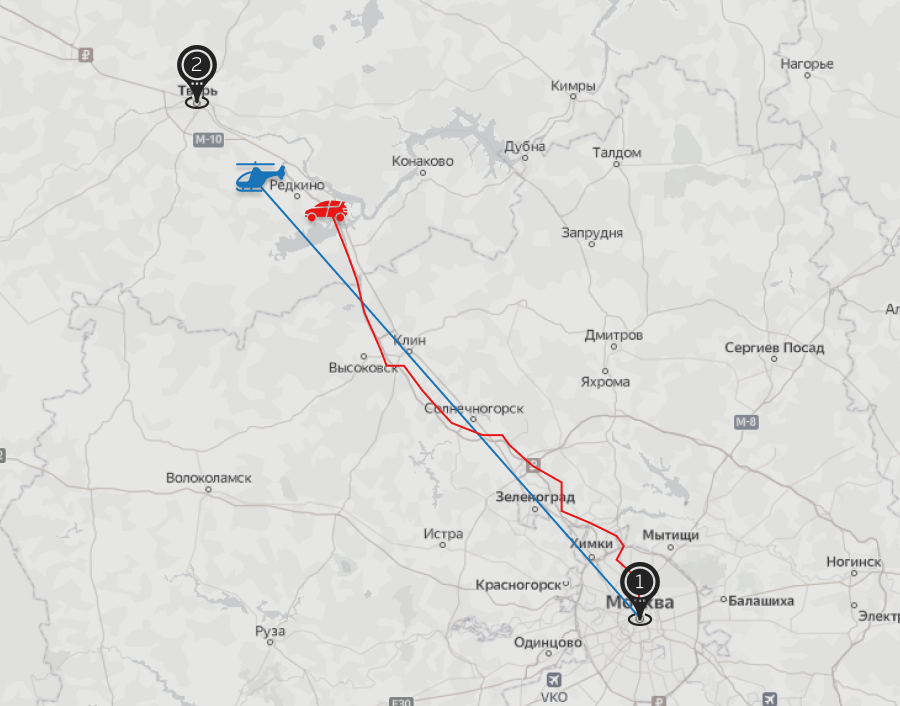 2
Тверь
М-10
Нагорье
Кимры
Дубна
Талдом
Конаково
Редкино
Запрудня
Клин
Дмитров
Сергиев Посад
Высоковск
Яхрома
Солнечногорск
М-8
Волоколамск
Зеленоград
Истра
Химки
Мытищи
Ногинск
1
Красногорск
Москва
Балашиха
Электр
Руза
Одинцово
VKO
E30